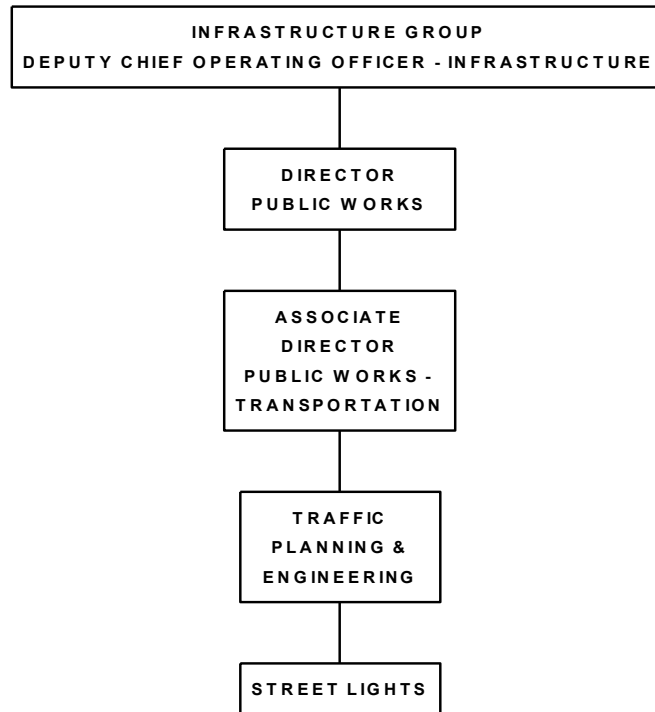 INFRASTRUCTURE GROUP
DEPUTY CHIEF OPERATING OFFICER - INFRASTRUCTURE
DIRECTOR
PUBLIC WORKS
ASSOCIATE
DIRECTOR
PUBLIC WORKS -
TRANSPORTATION
TRAFFIC
PLANNING &
ENGINEERING
STREET LIGHTS